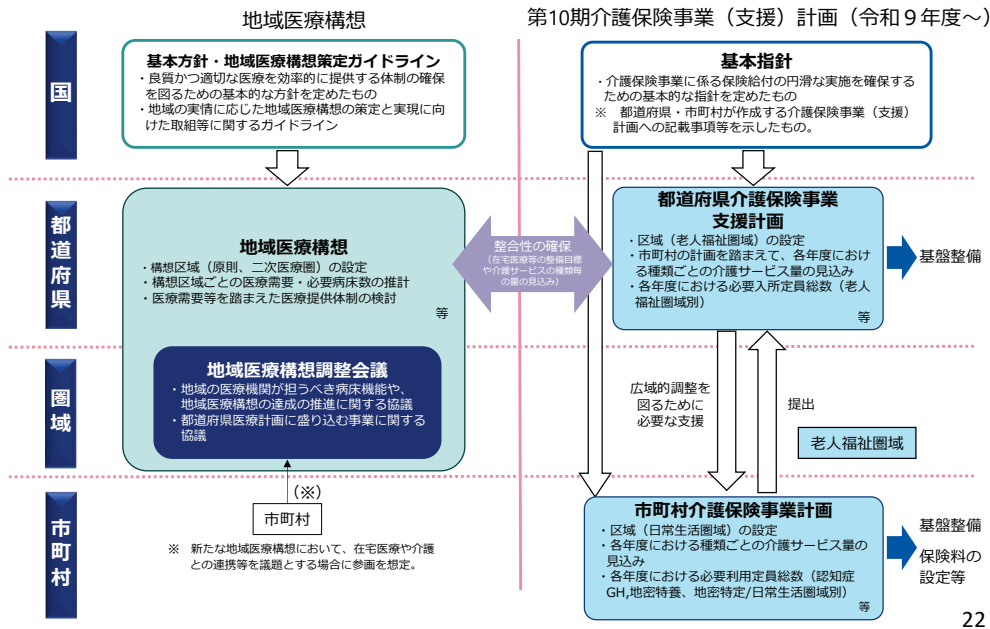 地域医療構想
第10期介護保険事業（支援）計画（令和９年度～）
国
基本方針・地域医療構想策定ガイドライン
・良質かつ適切な医療を効率的に提供する体制の確保
を図るための基本的な方針を定めたもの
・地域の実情に応じた地域医療構想の策定と実現に向
けた取組等に関するガイドライン
基本指針
・介護保険事業に係る保険給付の円滑な実施を確保する
ための基本的な指針を定めたもの
※　都道府県・市町村が作成する介護保険事業（支援）
計画への記載事項等を示したもの。
都道府県
地域医療構想
・構想区域（原則、二次医療圏）の設定
・構想区域ごとの医療需要・必要病床数の推計
・医療需要等を踏まえた医療提供体制の検討
等
整合性の確保
（在宅医療等の整備目標
や介護サービスの種類毎
の量の見込み）
都道府県介護保険事業
支援計画
・区域（老人福祉圏域）の設定
・市町村の計画を踏まえて、各年度におけ
る種類ごとの介護サービス量の見込み
・各年度における必要入所定員総数（老人
福祉圏域別）
等
基盤整備
圏域
地域医療構想調整会議
・地域の医療機関が担うべき病床機能や、
地域医療構想の達成の推進に関する協議
・都道府県医療計画に盛り込む事業に関する
協議
広域的調整を
図るために
必要な支援
提出
老人福祉圏域
市町村
（※）
市町村
※　新たな地域医療構想において、在宅医療や介護
との連携等を議題とする場合に参画を想定。
市町村介護保険事業計画
・区域（日常生活圏域）の設定
・各年度における種類ごとの介護サービス量の
見込み
・各年度における必要利用定員総数（認知症
GH,地密特養、地密特定/日常生活圏域別）
等
基盤整備
保険料の
設定等
22